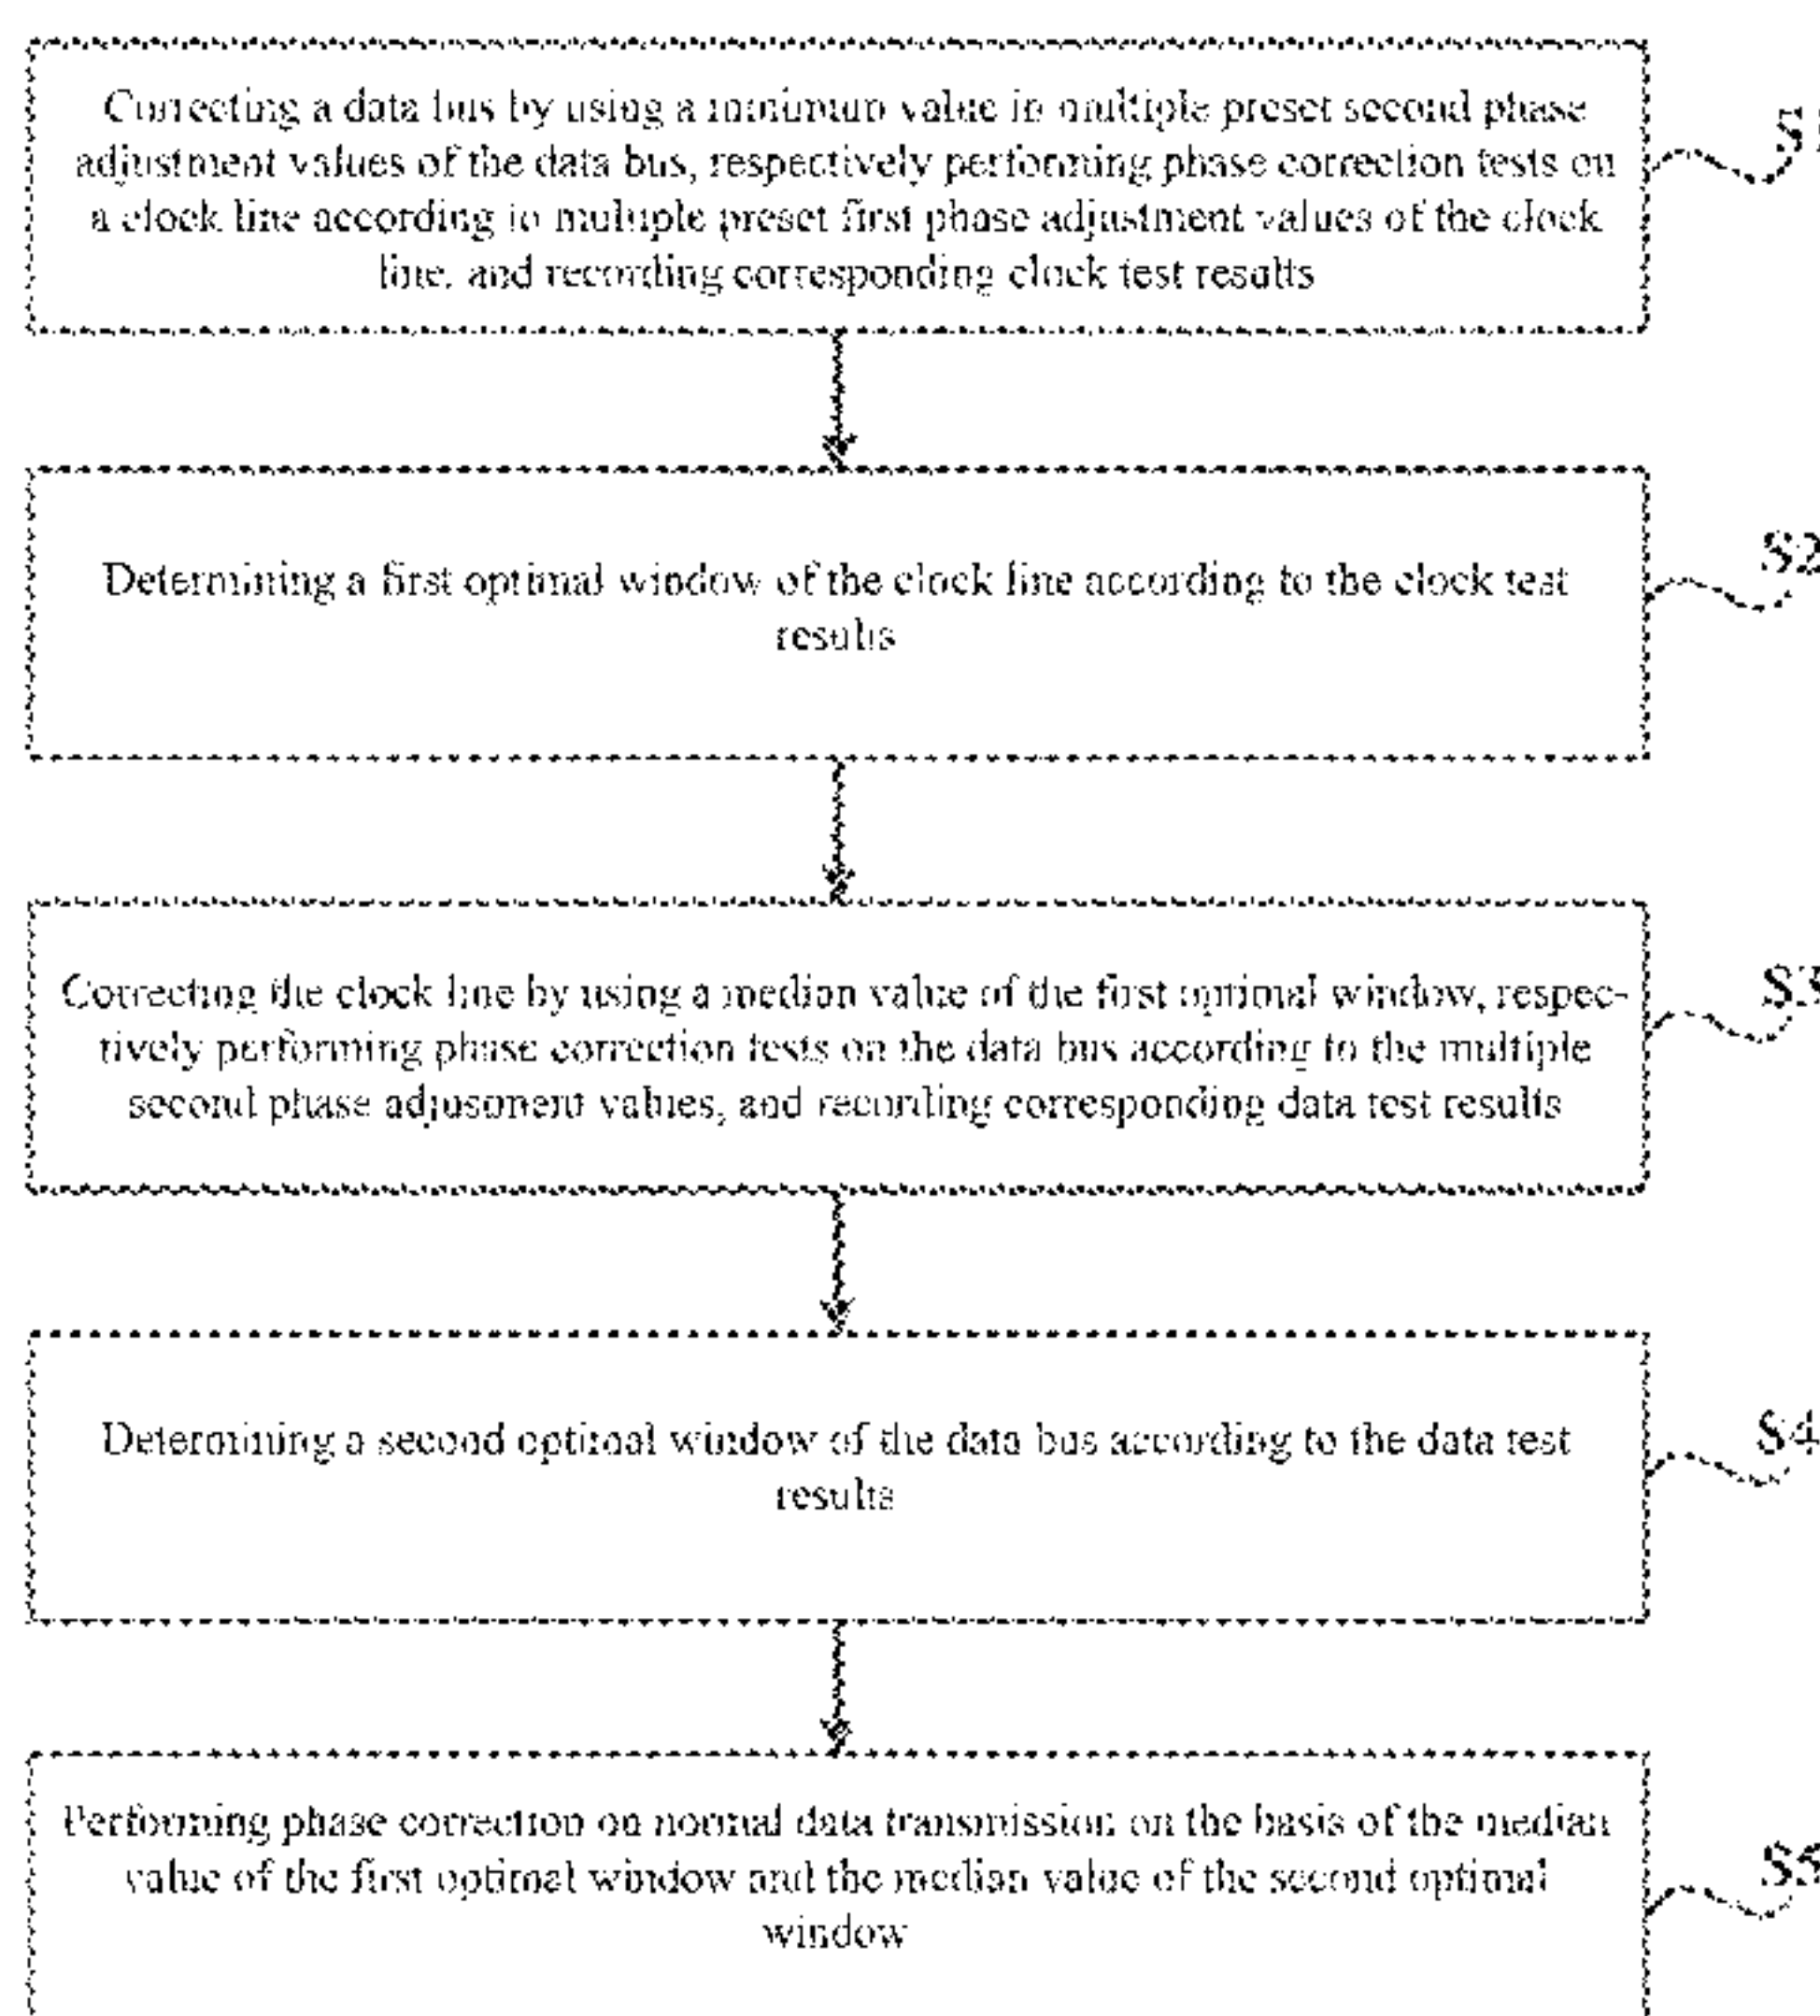 Correcting a data bus by using a minimum value in multiple preset second phase
adjustment values of the data bus, respectively performing phase correction tests on
a clock line according to multiple preset first phase adjustment values of the clock
line, and recording corresponding clock test results
S1
Determining a first optimal window of the clock line according to the clock test
results
S2
Correcting the clock line by using a median value of the first optimal window, respec-
tively performing phase correction tests on the data bus according to the multiple
second phase adjustment values, and recording corresponding data test results
S3
Determining a second optimal window of the data bus according to the data test
results
S4
Performing phase correction on normal data transmission on the basis of the median
value of the first optimal window and the median value of the second optimal
window
S5